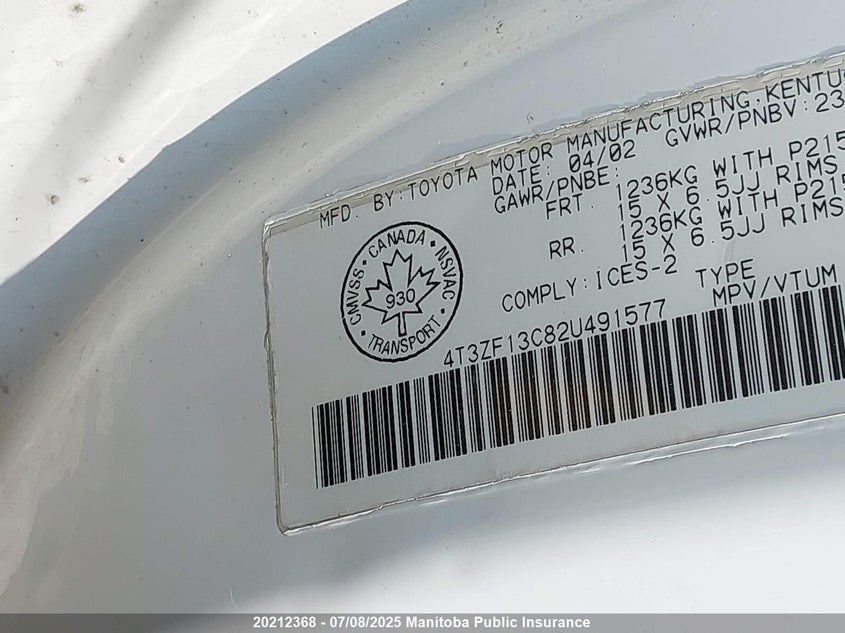 MFD. BY: TOYOTA MOTOR MANUFACTURING, KENTU
DATE: 04/02 GVWR/PNBV: 23
GAWR/PNBE:
FRT. 1236KG WITH P215
15 X 6.5JJ RIMS,
RR. 1236KG WITH P215
15 X 6.5JJ RIMS
COMPLY: ICES-2 TYPE
MPV/VTUM
4T3ZF13C82U491577
CMVSS • CANADA • NSVAC • TRANSPORT •
930
20212368 - 07/08/2025 Manitoba Public Insurance